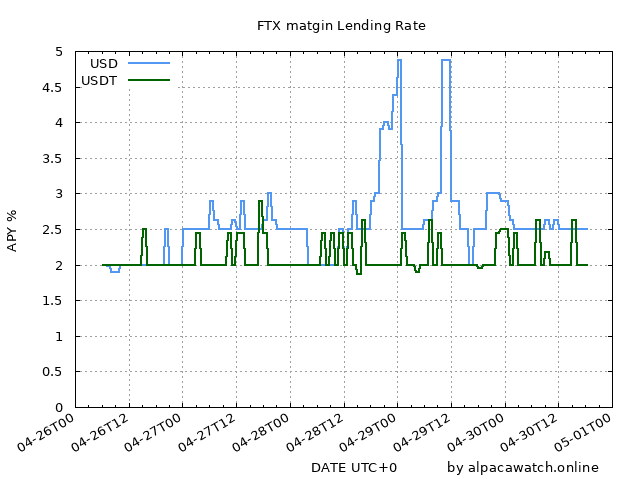 FTX matgin Lending Rate
USD
USDT
5
4.5
4
3.5
3
2.5
2
1.5
1
0.5
0
APY %
04-26T00
04-26T12
04-27T00
04-27T12
04-28T00
04-28T12
04-29T00
04-29T12
04-30T00
04-30T12
05-01T00
DATE UTC+0
by alpacawatch.online